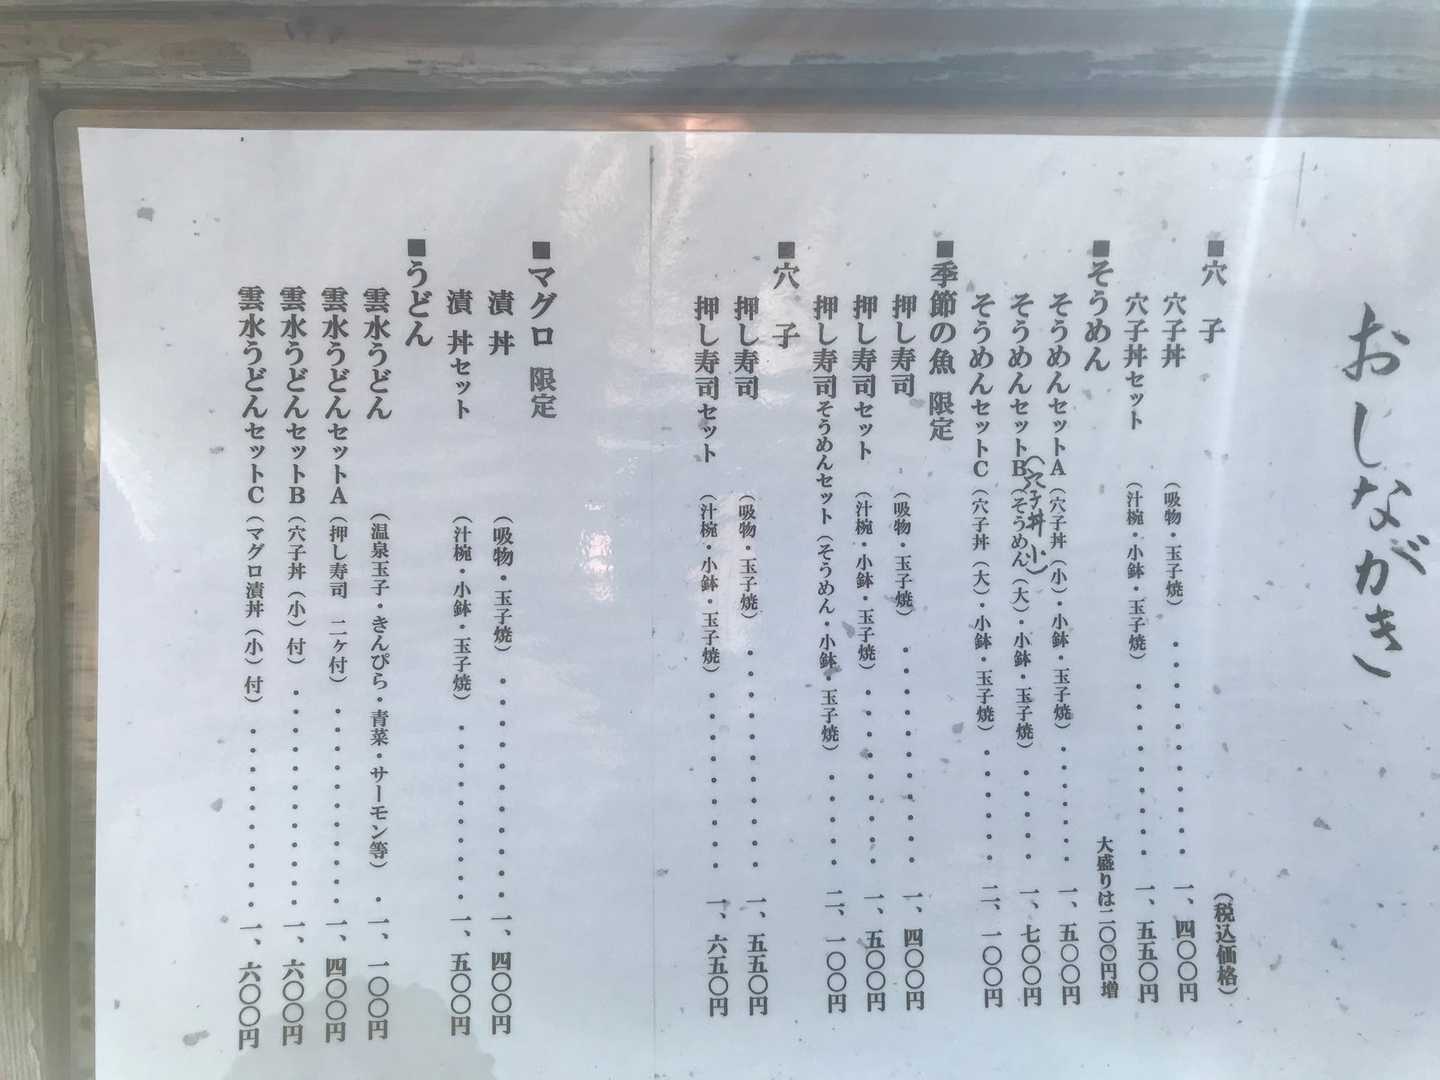 おしながき
（税込価格）
■穴 子
穴子丼 （吸物・玉子焼）・・・・・・・・・・・一、四〇〇円
穴子丼セット （汁椀・小鉢・玉子焼）・・・・・・・・・一、五五〇円
■そうめん 大盛りは二〇〇円増
そうめんセットA（穴子丼（小）・小鉢・玉子焼）・・・・・・一、五〇〇円
（穴子丼小）
そうめんセットB（そうめん（大）・小鉢・玉子焼）・・・・・一、七〇〇円
そうめんセットC（穴子丼（大）・小鉢・玉子焼）・・・・・・二、一〇〇円
■季節の魚 限定
押し寿司 （吸物・玉子焼）・・・・・・・・・・一、四〇〇円
押し寿司セット （汁椀・小鉢・玉子焼）・・・・・・・・・一、五〇〇円
押し寿司そうめんセット（そうめん・小鉢・玉子焼）・・・・・二、一〇〇円
■穴 子
押し寿司 （吸物・玉子焼）・・・・・・・・・・・一、五五〇円
押し寿司セット （汁椀・小鉢・玉子焼）・・・・・・・・・一、六五〇円
■マグロ 限定
漬 丼 （吸物・玉子焼）・・・・・・・・・・・一、四〇〇円
漬 丼セット （汁椀・小鉢・玉子焼）・・・・・・・・・一、五〇〇円
■うどん
雲水うどん （温泉玉子・きんぴら・青菜・サーモン等）・・一、一〇〇円
雲水うどんセットA（押し寿司 二ヶ付）・・・・・・・・・・一、四〇〇円
雲水うどんセットB（穴子丼（小）付）・・・・・・・・・・一、六〇〇円
雲水うどんセットC（マグロ漬丼（小）付）・・・・・・・・・一、六〇〇円